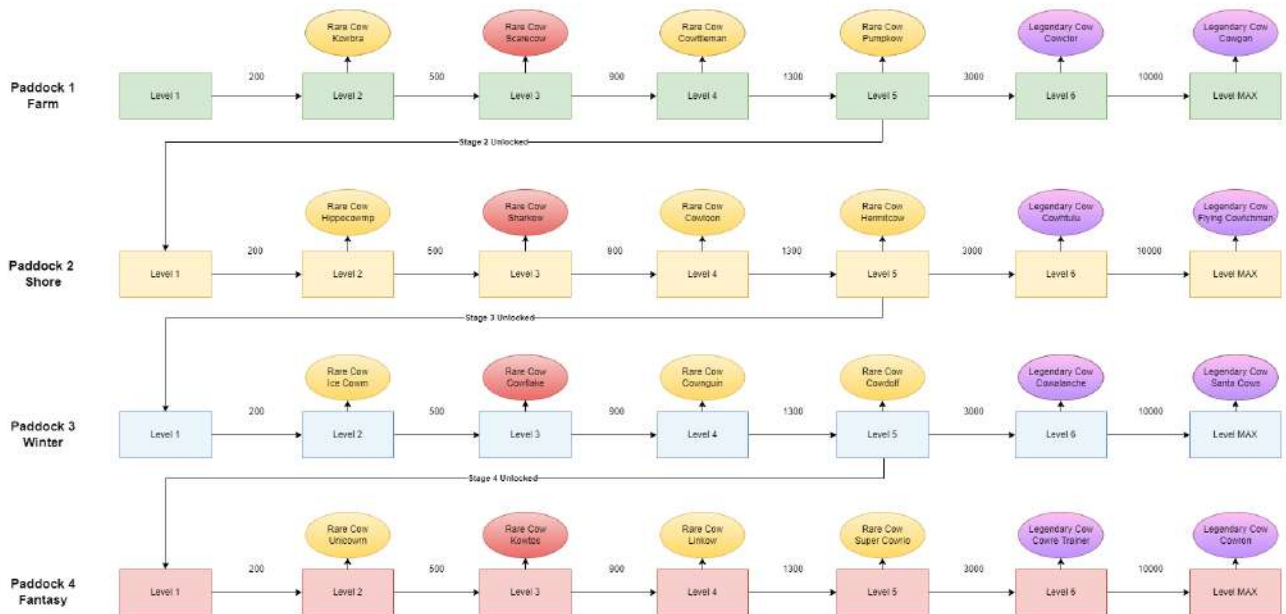 Rare Cow
Kowbra
Rare Cow
Scarecow
Rare Cow
Cowttleman
Rare Cow
Pumpkow
Legendary Cow
Cowctor
Legendary Cow
Cowgan
Paddock 1
Farm
Level 1
200
Level 2
500
Level 3
900
Level 4
1300
Level 5
3000
Level 6
10000
Level MAX
Stage 2 Unlocked
Rare Cow
Hippocowmp
Rare Cow
Sharkow
Rare Cow
Cowtoon
Rare Cow
Hermitcow
Legendary Cow
Cowhtulu
Legendary Cow
Flying Cowichman
Paddock 2
Shore
Level 1
200
Level 2
500
Level 3
900
Level 4
1300
Level 5
3000
Level 6
10000
Level MAX
Stage 3 Unlocked
Rare Cow
Ice Cowm
Rare Cow
Cowflake
Rare Cow
Cownguin
Rare Cow
Cowdolf
Legendary Cow
Cowalanche
Legendary Cow
Santa Cows
Paddock 3
Winter
Level 1
200
Level 2
500
Level 3
900
Level 4
1300
Level 5
3000
Level 6
10000
Level MAX
Stage 4 Unlocked
Rare Cow
Unicowrn
Rare Cow
Rare Cow
Linkow
Rare Cow
Super Cowrio
Legendary Cow
Cowre Trainer
Legendary Cow
Cowron
Paddock 4
Fantasy
Level 1
200
Level 2
500
Level 3
900
Level 4
1300
Level 5
3000
Level 6
10000
Level MAX